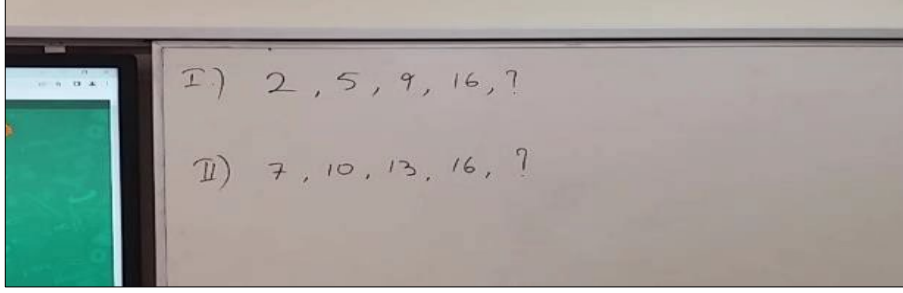 I.) 2, 5, 9, 16, ?
II) 7, 10, 13, 16, ?